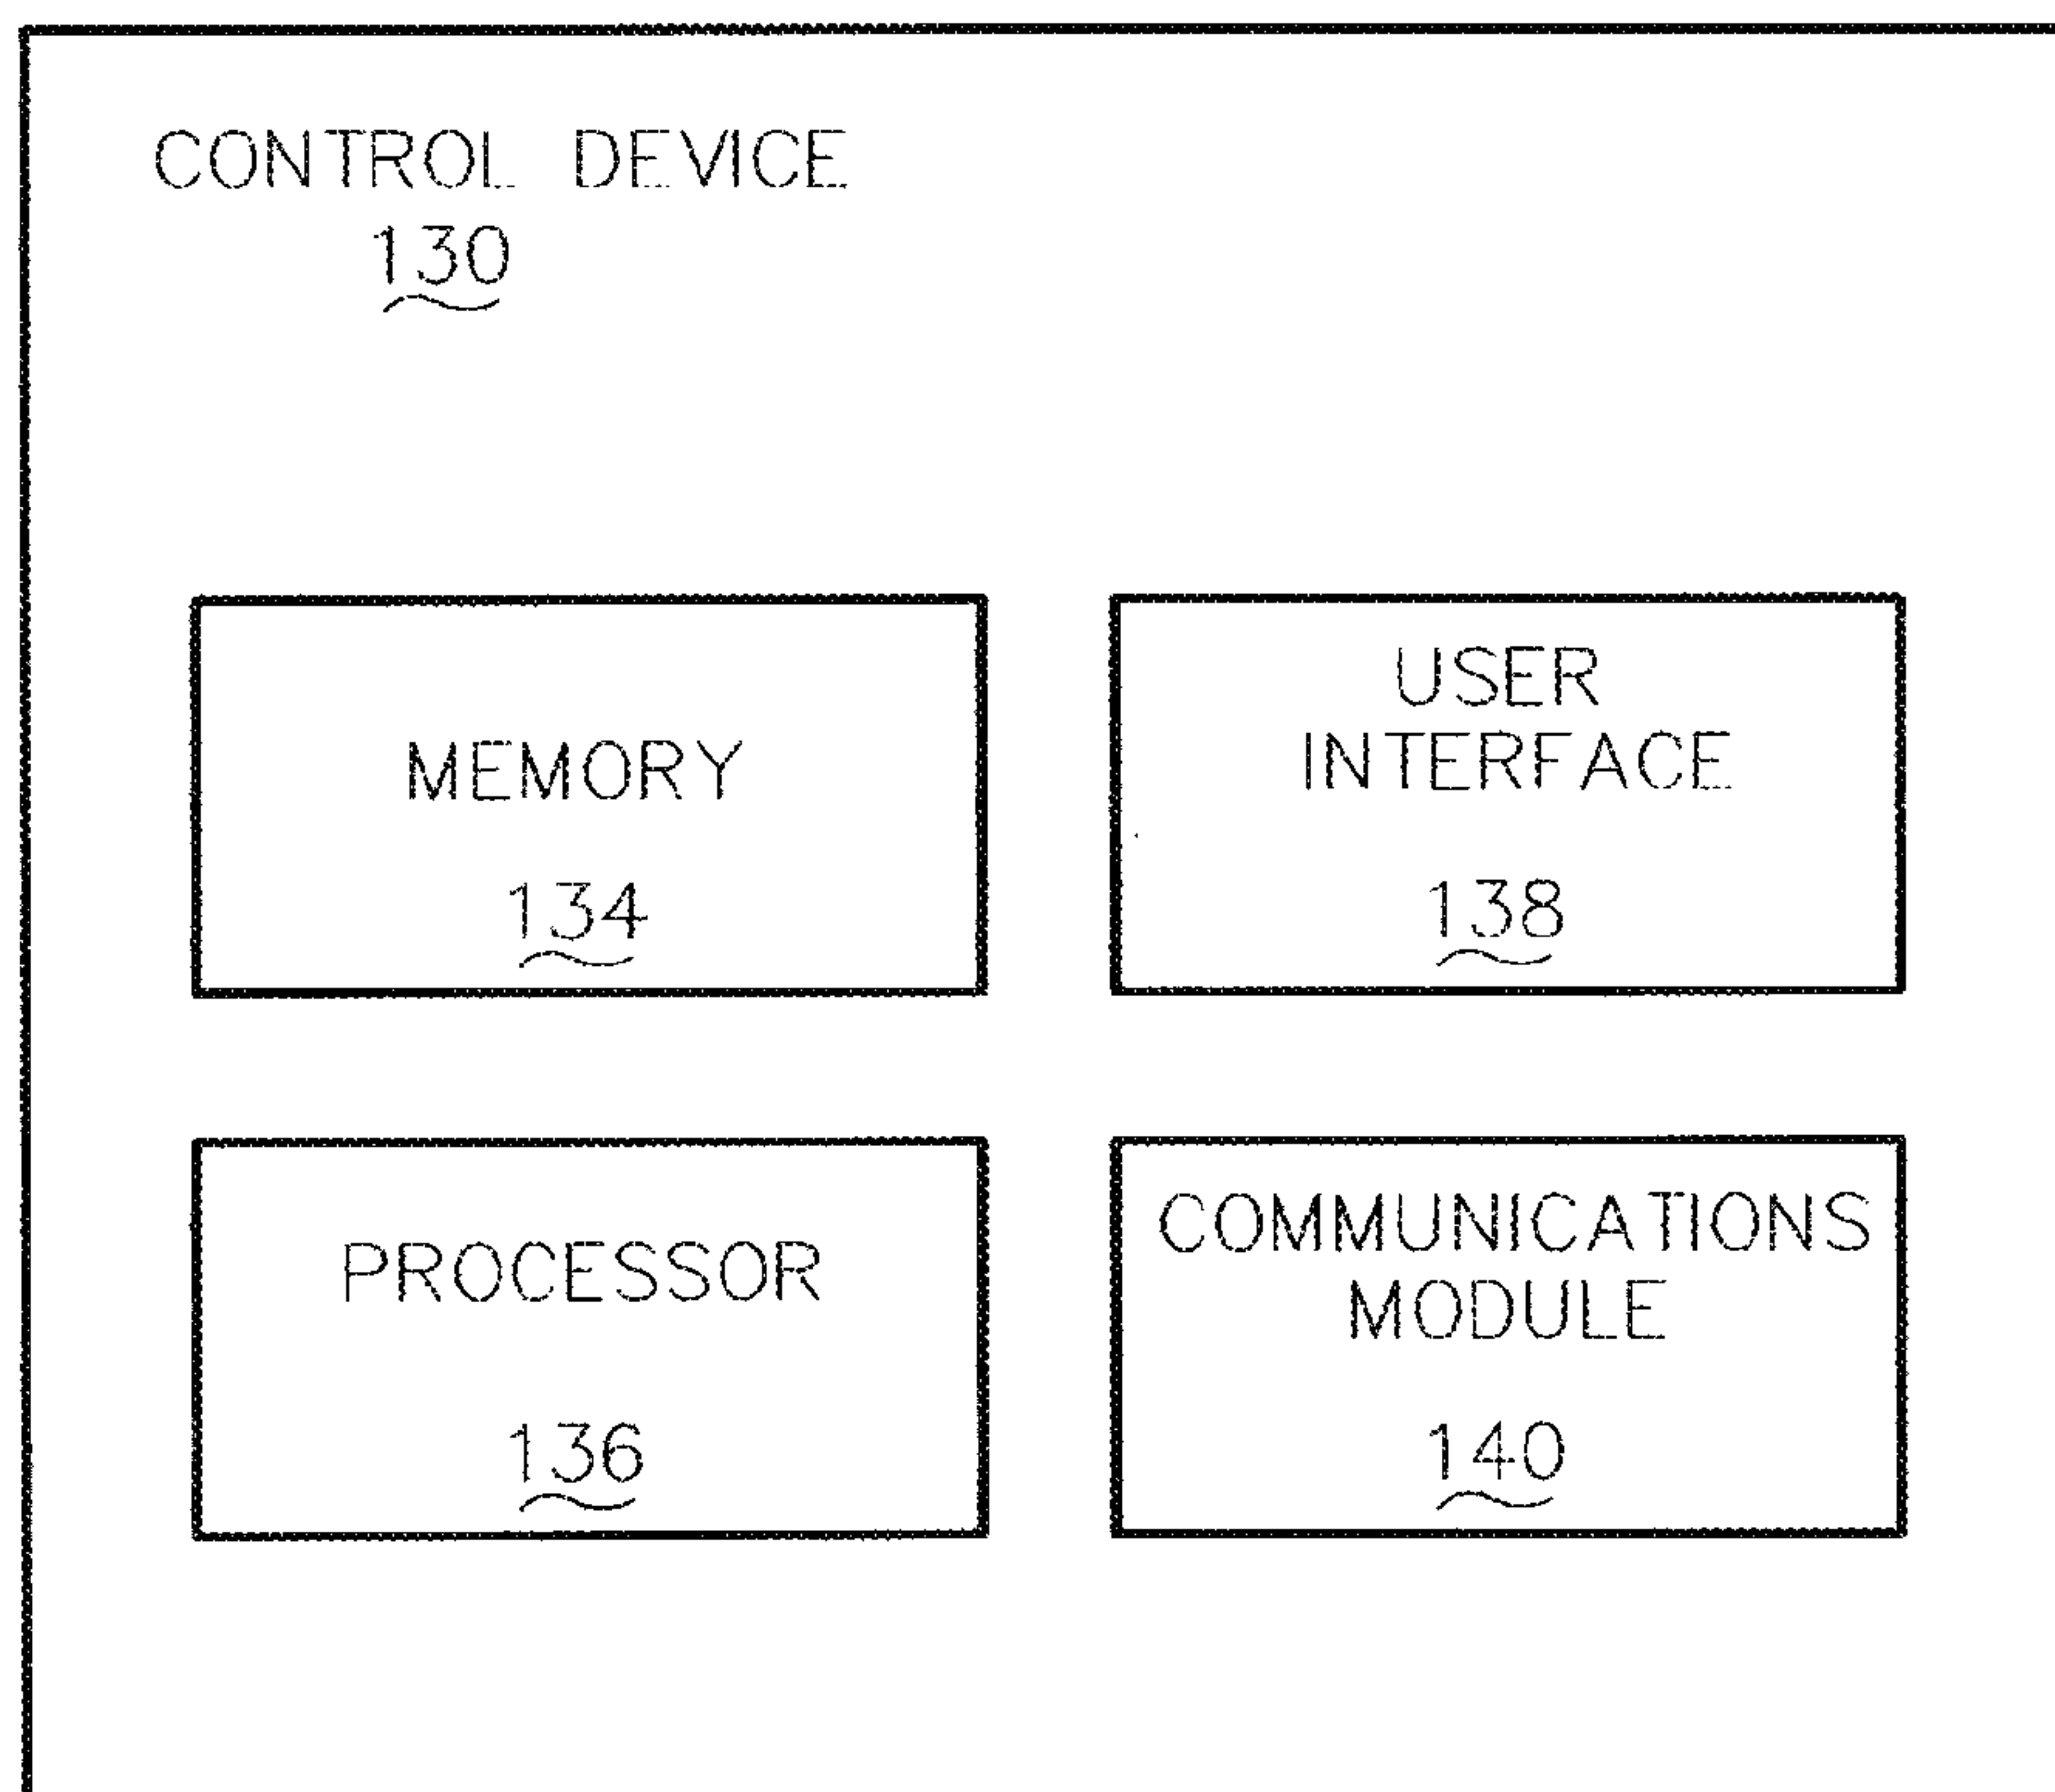 CONTROL DEVICE
130
MEMORY
134
USER
INTERFACE
138
PROCESSOR
136
COMMUNICATIONS
MODULE
140